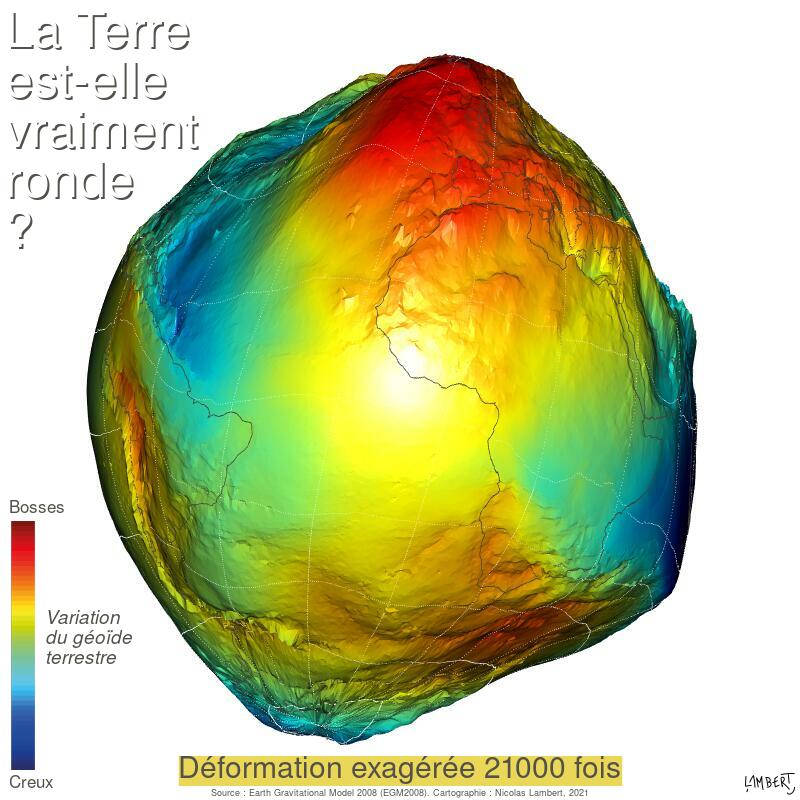 La Terre
est-elle
vraiment
ronde
?
Bosses
Variation
du géoïde
terrestre
Creux
Déformation exagérée 21000 fois
Source : Earth Gravitational Model 2008 (EGM2008). Cartographie : Nicolas Lambert, 2021
LAMBERT